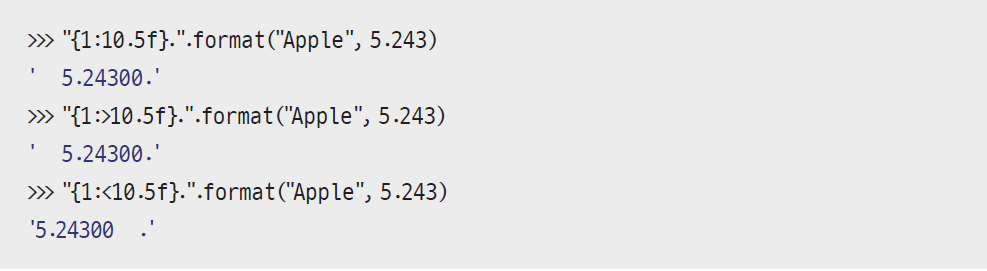 >>> "{1:10.5f}.".format("Apple", 5.243)
'   5.24300.'
>>> "{1:>10.5f}.".format("Apple", 5.243)
'   5.24300.'
>>> "{1:<10.5f}.".format("Apple", 5.243)
'5.24300   .'